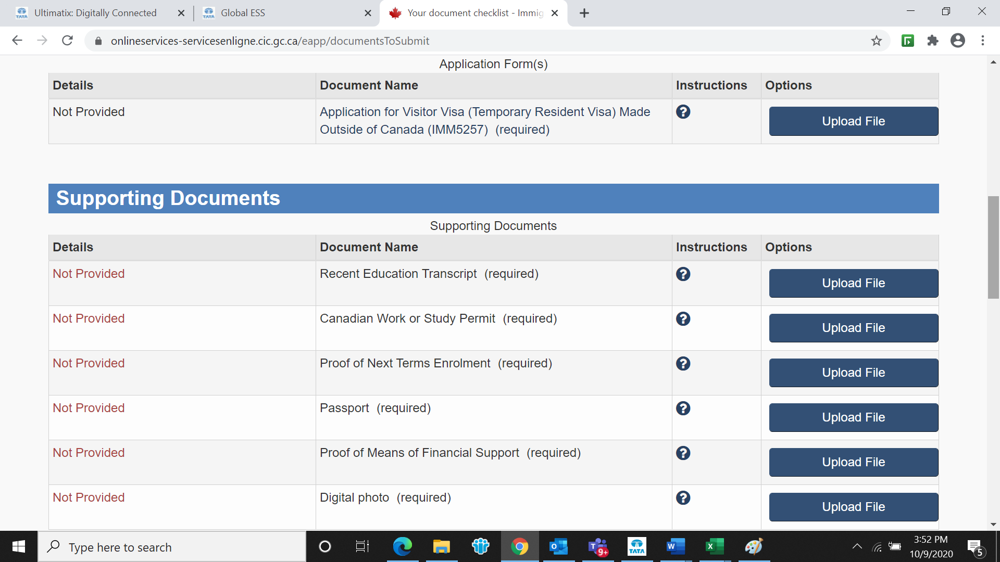 Ultimatix: Digitally Connected
Global ESS
Your document checklist - Immig
onlineservices-servicesenligne.cic.gc.ca/eapp/documentsToSubmit
Application Form(s)
Details Document Name Instructions Options
Not Provided Application for Visitor Visa (Temporary Resident Visa) Made
Outside of Canada (IMM5257) (required) ? Upload File
Supporting Documents
Supporting Documents
Details Document Name Instructions Options
Not Provided Recent Education Transcript (required) ? Upload File
Not Provided Canadian Work or Study Permit (required) ? Upload File
Not Provided Proof of Next Terms Enrolment (required) ? Upload File
Not Provided Passport (required) ? Upload File
Not Provided Proof of Means of Financial Support (required) ? Upload File
Not Provided Digital photo (required) ? Upload File
Type here to search
9+
TATA
3:52 PM
10/9/2020
5